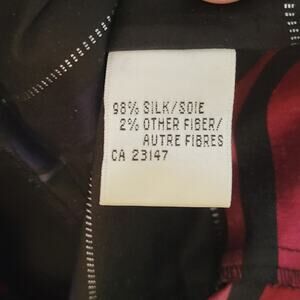 98% SILK/SOIE
2% OTHER FIBER/
AUTRE FIBRES
CA 23147